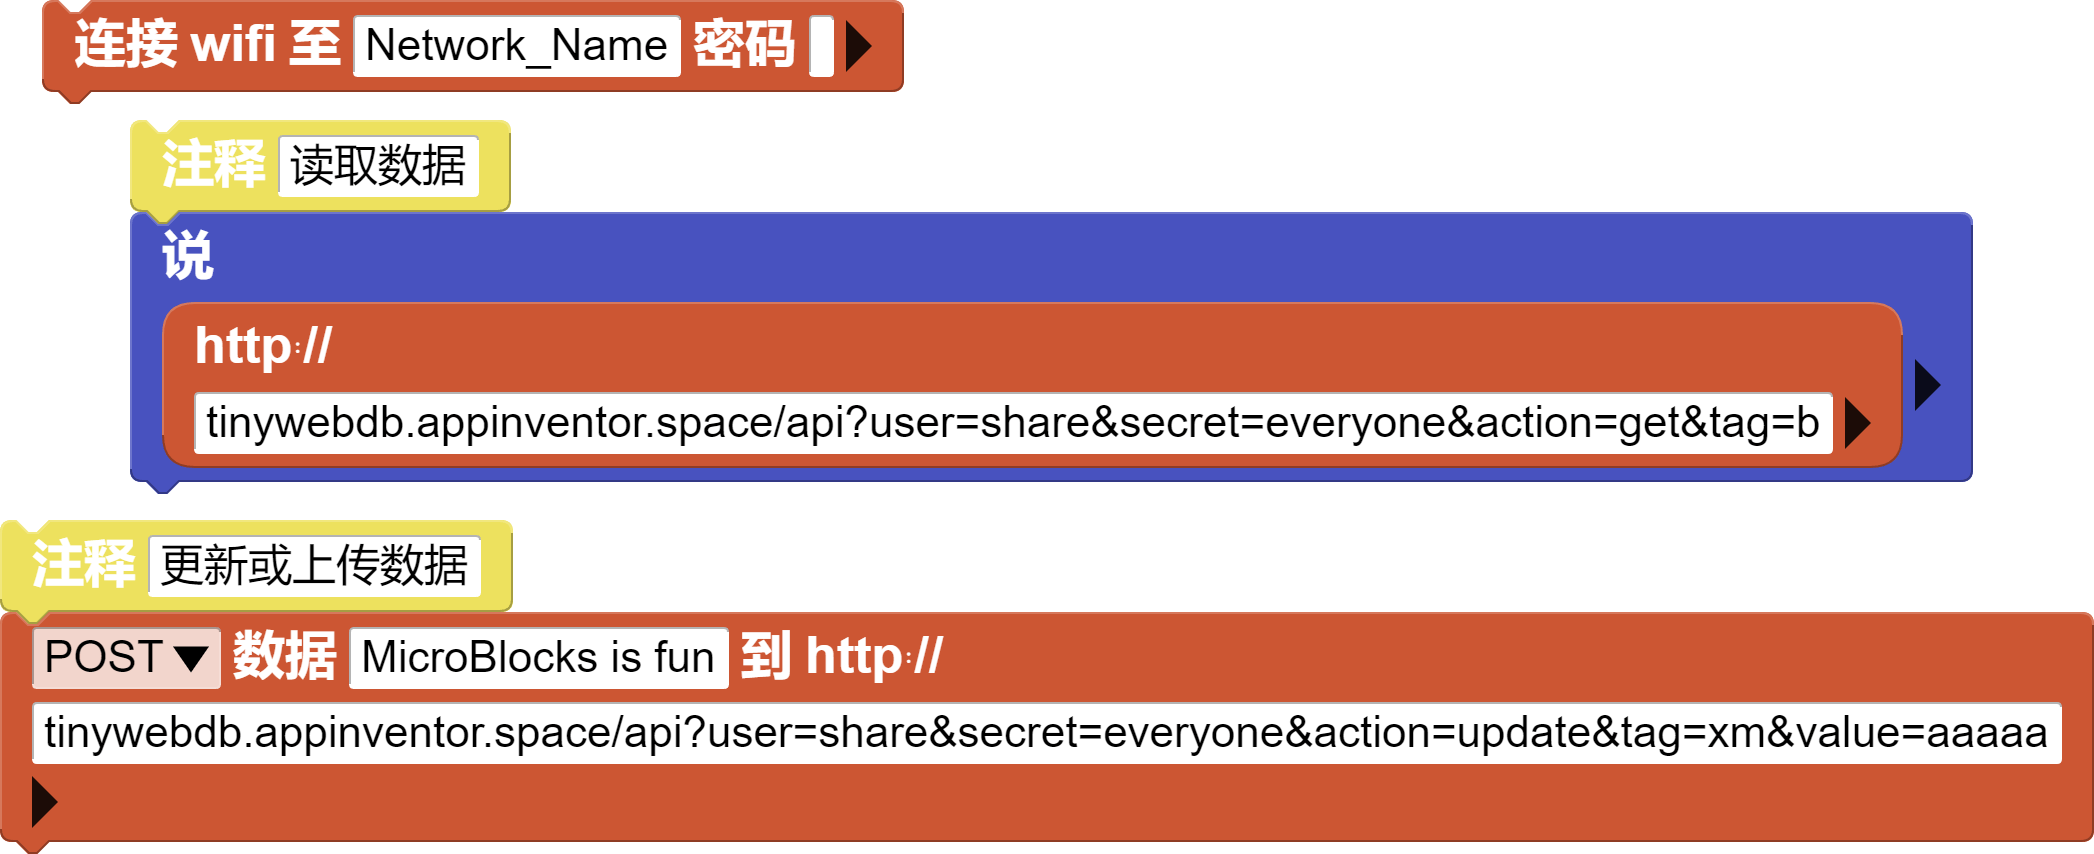 连接 wifi 至 Network_Name 密码
注释 读取数据
说
http://
tinywebdb.appinventor.space/api?user=share&secret=everyone&action=get&tag=b
注释 更新或上传数据
POST 数据 MicroBlocks is fun 到 http://
tinywebdb.appinventor.space/api?user=share&secret=everyone&action=update&tag=xm&value=aaaaa